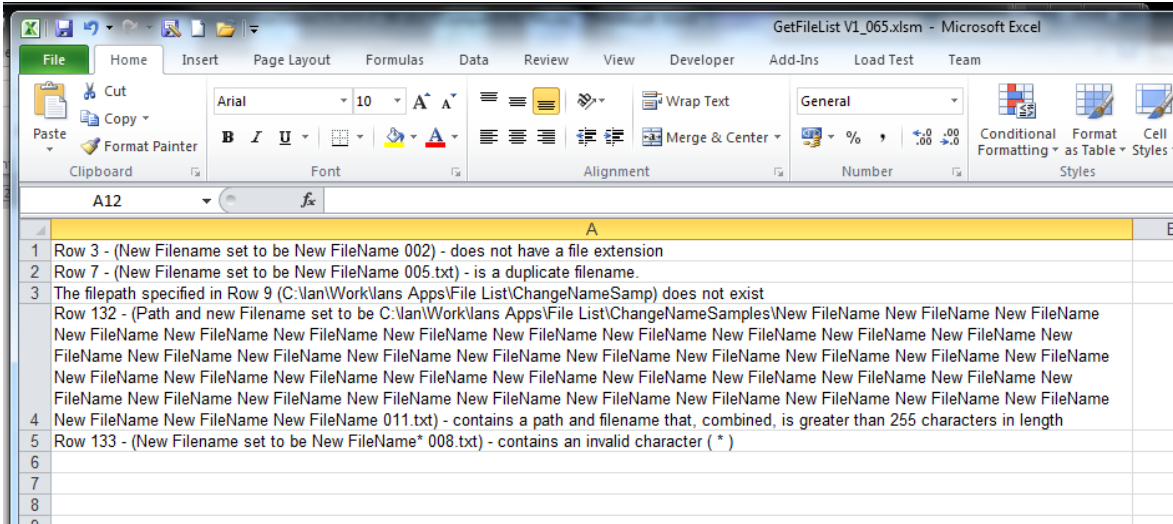 GetFileList V1_065.xlsm - Microsoft Excel
File Home Insert Page Layout Formulas Data Review View Developer Add-Ins Load Test Team
Paste
Cut
Copy
Format Painter
Clipboard
Arial 10 A A
B I U A
Font
Wrap Text
Merge & Center
Alignment
General
% , .0 .00 .00 .0
Number
Conditional Formatting
Format as Table
Cell Styles
Styles
A12 fx
A
1 Row 3 - (New Filename set to be New FileName 002) - does not have a file extension
2 Row 7 - (New Filename set to be New FileName 005.txt) - is a duplicate filename.
3 The filepath specified in Row 9 (C:\Ian\Work\Ians Apps\File List\ChangeNameSamp) does not exist
Row 132 - (Path and new Filename set to be C:\Ian\Work\Ians Apps\File List\ChangeNameSamples\New FileName New FileName New FileName
New FileName New FileName New FileName New FileName New FileName New FileName New FileName New FileName New FileName New
FileName New FileName New FileName New FileName New FileName New FileName New FileName New FileName New FileName New FileName
New FileName New FileName New FileName New FileName New FileName New FileName New FileName New FileName New FileName New
FileName New FileName New FileName New FileName New FileName New FileName New FileName New FileName New FileName New FileName
4 New FileName New FileName New FileName 011.txt) - contains a path and filename that, combined, is greater than 255 characters in length
5 Row 133 - (New Filename set to be New FileName* 008.txt) - contains an invalid character ( * )
6
7
8